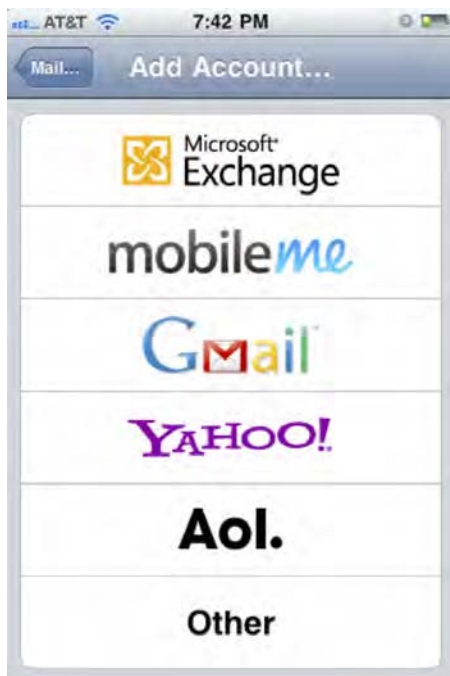 AT&T 7:42 PM
Mail... Add Account...
Microsoft
Exchange
mobileme
Gmail
YAHOO!
Aol.
Other